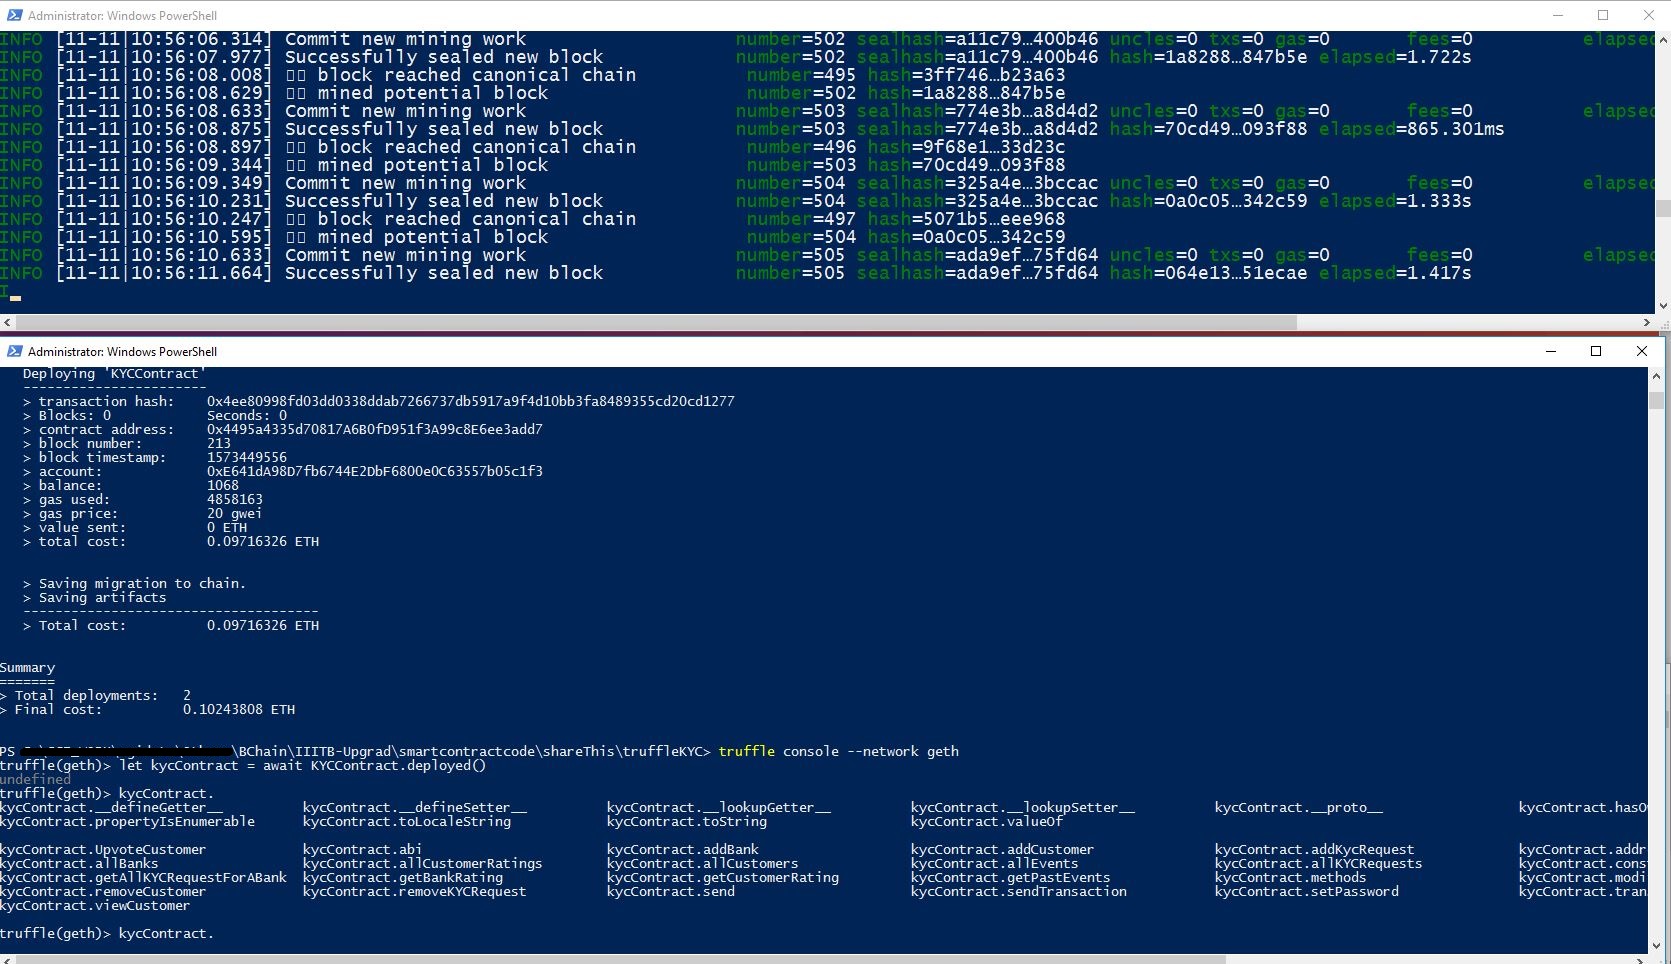 Administrator: Windows PowerShell
INFO [11-11|10:56:06.314] Commit new mining work number=502 sealhash=a11c79…400b46 uncles=0 txs=0 gas=0 fees=0 elapsed
INFO [11-11|10:56:07.977] Successfully sealed new block number=502 sealhash=a11c79…400b46 hash=1a8288…847b5e elapsed=1.722s
INFO [11-11|10:56:08.008] block reached canonical chain number=495 hash=3ff746…b23a63
INFO [11-11|10:56:08.629] mined potential block number=502 hash=1a8288…847b5e
INFO [11-11|10:56:08.633] Commit new mining work number=503 sealhash=774e3b…a8d4d2 uncles=0 txs=0 gas=0 fees=0 elapsed
INFO [11-11|10:56:08.875] Successfully sealed new block number=503 sealhash=774e3b…a8d4d2 hash=70cd49…093f88 elapsed=865.301ms
INFO [11-11|10:56:08.897] block reached canonical chain number=496 hash=9f68e1…33d23c
INFO [11-11|10:56:09.344] mined potential block number=503 hash=70cd49…093f88
INFO [11-11|10:56:09.349] Commit new mining work number=504 sealhash=325a4e…3bccac uncles=0 txs=0 gas=0 fees=0 elapsed
INFO [11-11|10:56:10.231] Successfully sealed new block number=504 sealhash=325a4e…3bccac hash=0a0c05…342c59 elapsed=1.333s
INFO [11-11|10:56:10.247] block reached canonical chain number=497 hash=5071b5…eee968
INFO [11-11|10:56:10.595] mined potential block number=504 hash=0a0c05…342c59
INFO [11-11|10:56:10.633] Commit new mining work number=505 sealhash=ada9ef…75fd64 uncles=0 txs=0 gas=0 fees=0 elapsed
INFO [11-11|10:56:11.664] Successfully sealed new block number=505 sealhash=ada9ef…75fd64 hash=064e13…51ecae elapsed=1.417s
I
Administrator: Windows PowerShell
Deploying 'KYCContract'
-----------------------
> transaction hash: 0x4ee80998fd03dd0338ddab7266737db5917a9f4d10bb3fa8489355cd20cd1277
> Blocks: 0 Seconds: 0
> contract address: 0x4495a4335d70817A6B0fD951f3A99c8E6ee3add7
> block number: 213
> block timestamp: 1573449556
> account: 0xE641dA98D7fb6744E2DbF6800e0C63557b05c1f3
> balance: 1068
> gas used: 4858163
> gas price: 20 gwei
> value sent: 0 ETH
> total cost: 0.09716326 ETH
> Saving migration to chain.
> Saving artifacts
-------------------------------------
> Total cost: 0.09716326 ETH
Summary
=======
> Total deployments: 2
> Final cost: 0.10243808 ETH
PS \BChain\IIITB-Upgrad\smartcontractcode\shareThis\truffleKYC> truffle console --network geth
truffle(geth)> let kycContract = await KYCContract.deployed()
undefined
truffle(geth)> kycContract.
kycContract.__defineGetter__ kycContract.__defineSetter__ kycContract.__lookupGetter__ kycContract.__lookupSetter__ kycContract.__proto__ kycContract.hasO
kycContract.propertyIsEnumerable kycContract.toLocaleString kycContract.toString kycContract.valueOf
kycContract.UpvoteCustomer kycContract.abi kycContract.addBank kycContract.addCustomer kycContract.addKycRequest kycContract.addr
kycContract.allBanks kycContract.allCustomerRatings kycContract.allCustomers kycContract.allEvents kycContract.allKYCRequests kycContract.cons
kycContract.getAllKYCRequestForABank kycContract.getBankRating kycContract.getCustomerRating kycContract.getPastEvents kycContract.methods kycContract.modi
kycContract.removeCustomer kycContract.removeKYCRequest kycContract.send kycContract.sendTransaction kycContract.setPassword kycContract.tran
kycContract.viewCustomer
truffle(geth)> kycContract.